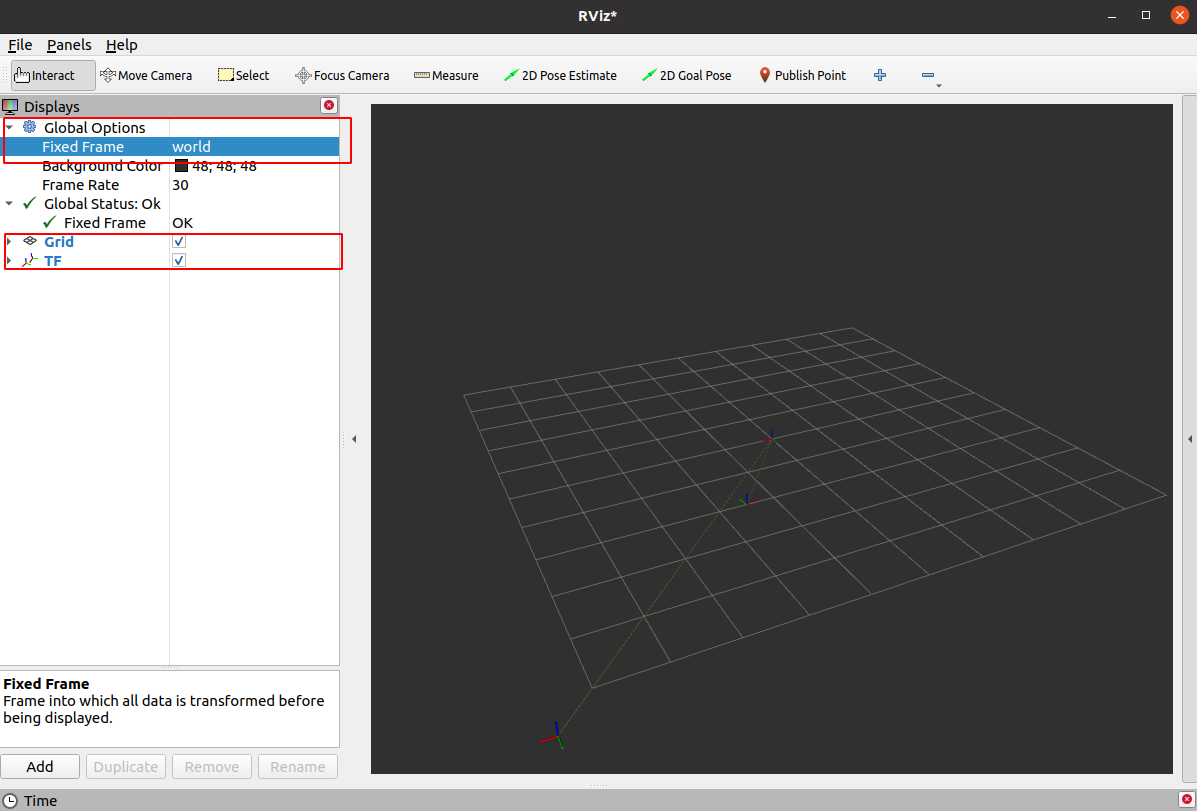 RViz*
File Panels Help
Interact Move Camera Select Focus Camera Measure 2D Pose Estimate 2D Goal Pose Publish Point
Displays
Global Options
Fixed Frame world
Background Color 48; 48; 48
Frame Rate 30
Global Status: Ok
Fixed Frame OK
Grid
TF
Fixed Frame
Frame into which all data is transformed before
being displayed.
Add Duplicate Remove Rename
Time